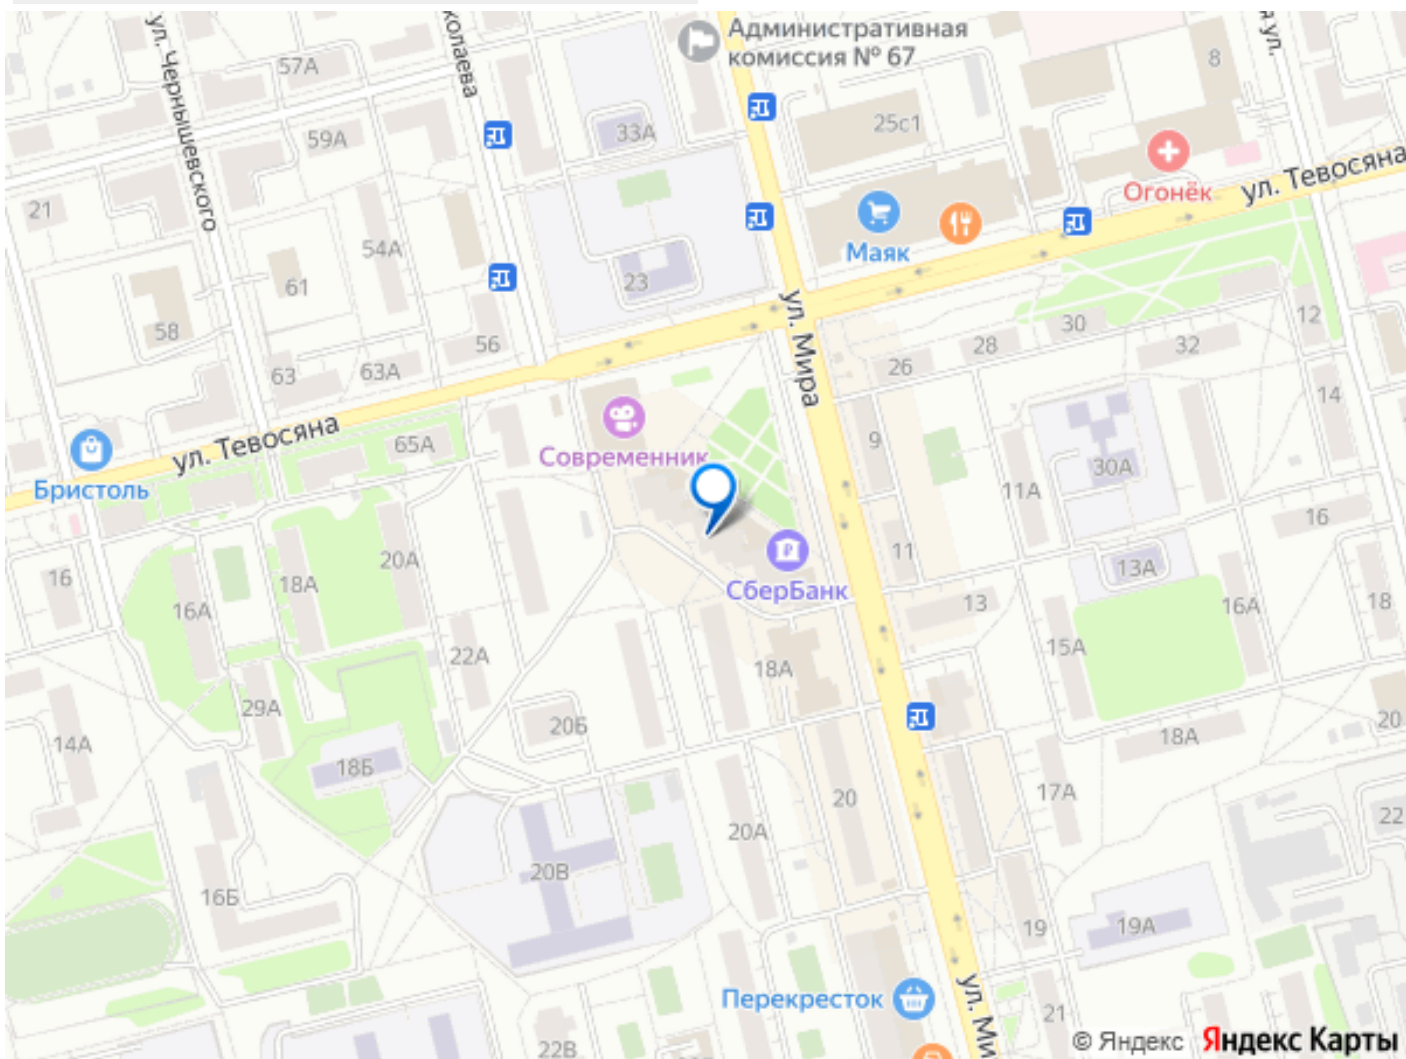 Административная
комиссия № 67
ул. Чернышевского
колаева
57А
59А
33А
25с1
8
я ул.
Огонёк
ул. Тевосяна
21
54А
61
58
23
Маяк
56
63
63А
ул. Мира
26
28
30
32
12
14
ул. Тевосяна
65А
Современник
9
11А
30А
Бристоль
16
16А
18А
20А
СберБанк
11
13
13А
16
16А
18
22А
18А
15А
29А
20Б
14А
18Б
20
18А
20
17А
22
20А
20В
16Б
19
19А
Перекресток
ул. Ми
21
22В
© Яндекс Яндекс Карты